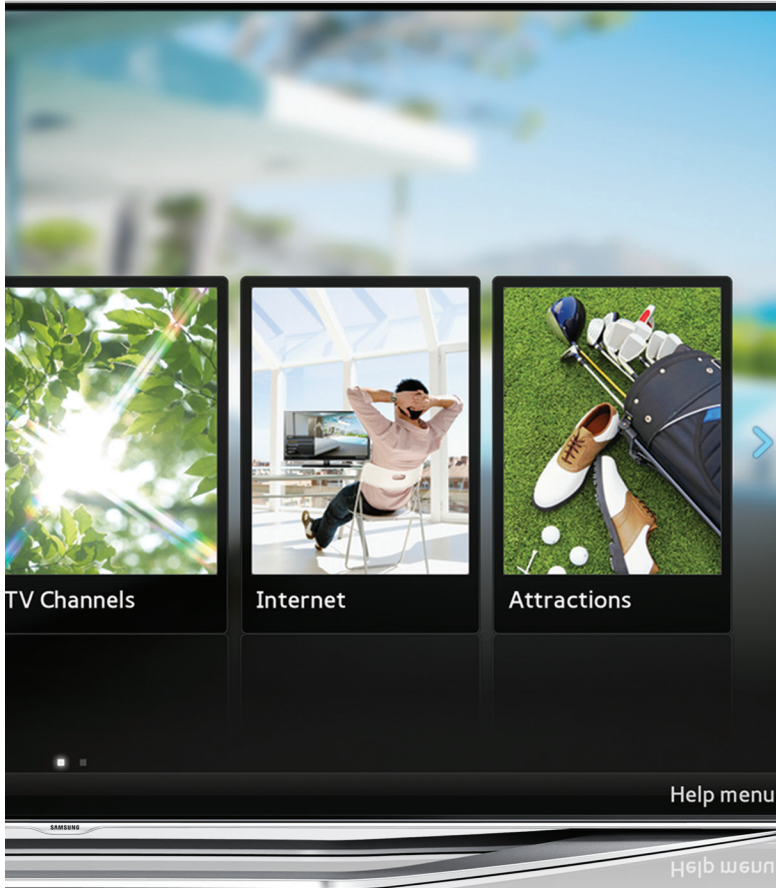 TV Channels
Internet
Attractions
Help menu
SAMSUNG
Help menu